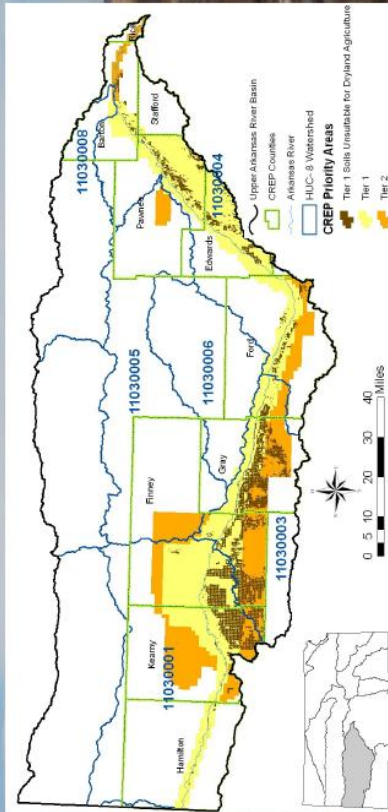 Rice
Barton
11030008
Stafford
Pawnee
11030004
Edwards
11030005
11030006
Ford
Finney
Gray
Kearny
11030001
11030003
Hamilton
Upper Arkansas River Basin
CREP Counties
Arkansas River
HUC- 8 Watershed
CREP Priority Areas
Tier 1 Soils Unsuitable for Dryland Agriculture
Tier 1
Tier 2
0 5 10 20 30 40
Miles